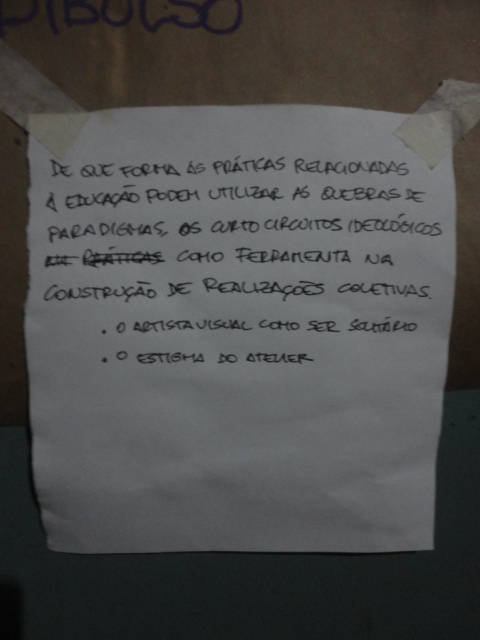 DE QUE FORMA AS PRÁTICAS RELACIONADAS
À EDUCAÇÃO PODEM UTILIZAR AS QUEBRAS DE
PARADIGMAS, OS CURTO CIRCUITOS IDEOLÓGICOS
PRÁTICAS COMO FERRAMENTA NA
CONSTRUÇÃO DE REALIZAÇÕES COLETIVAS.
• O ARTISTA VISUAL COMO SER SOLITÁRIO
• O ESTIGMA DO ATELIER